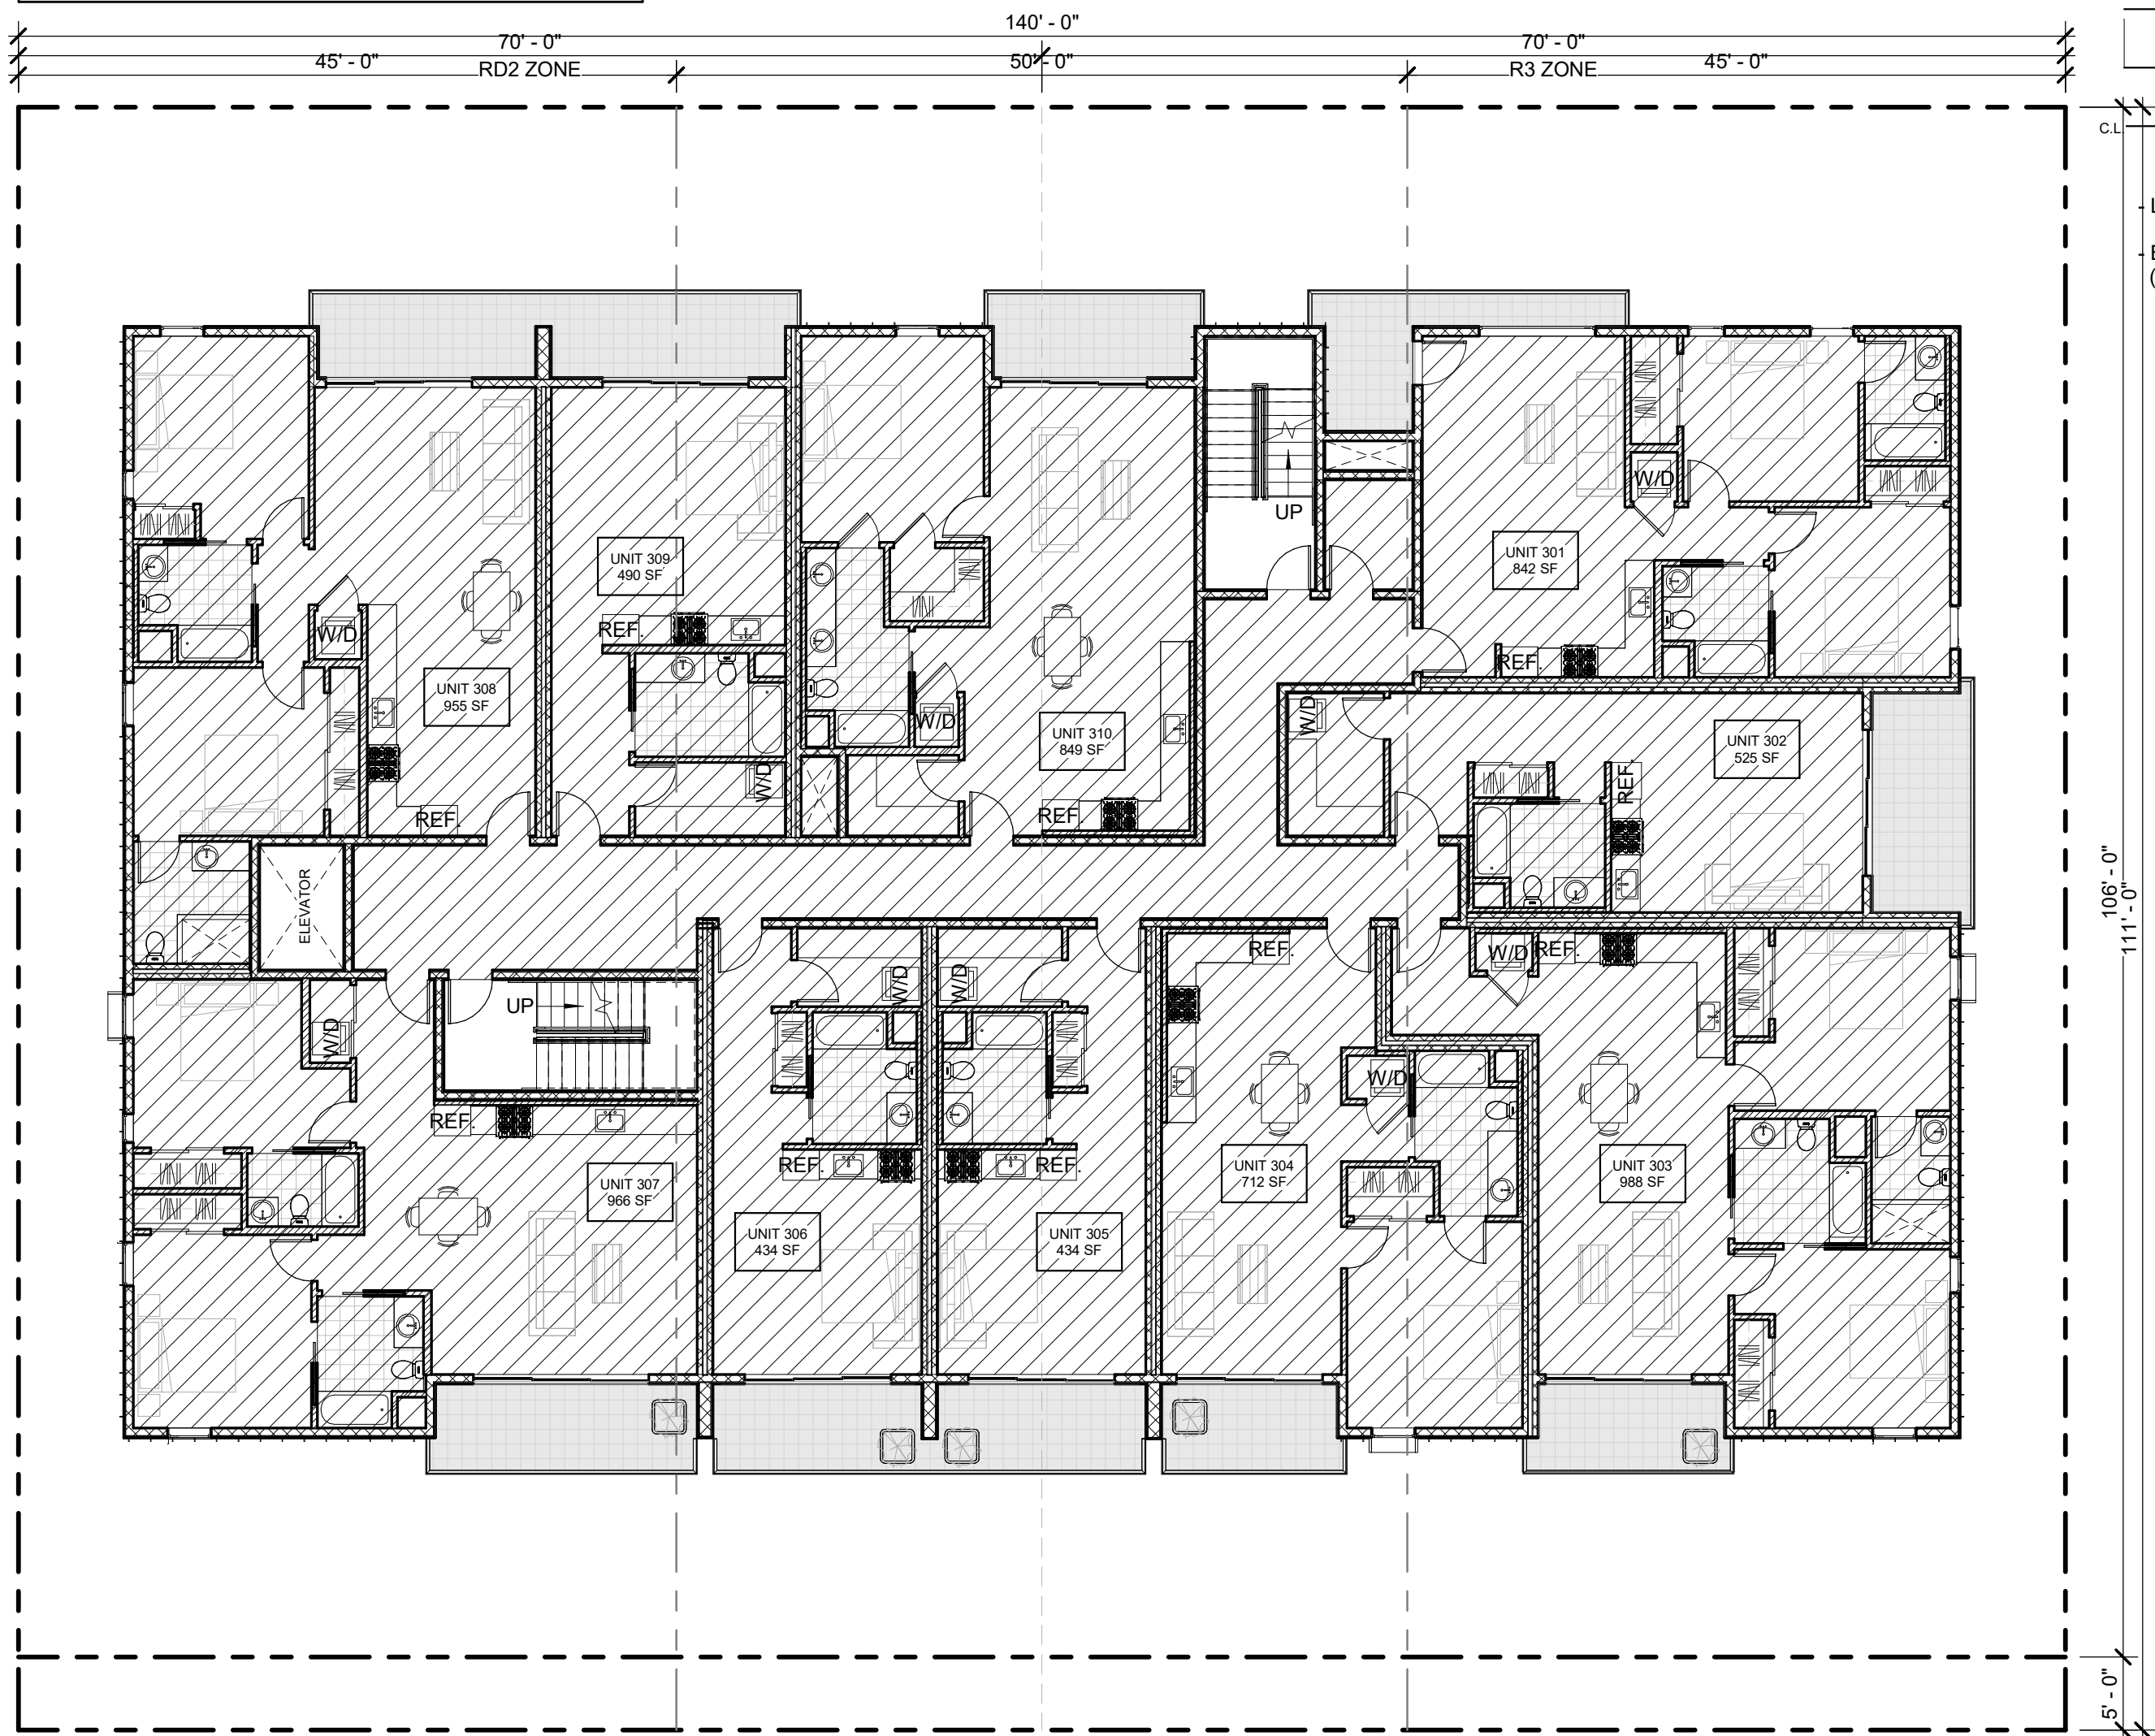 140' - 0"
70' - 0"
70' - 0"
45' - 0"
50' - 0"
45' - 0"
RD2 ZONE
R3 ZONE
C.L.
L
E
(
W/D
UP
UNIT 309
490 SF
UNIT 301
842 SF
REF.
W/D
REF.
UNIT 308
955 SF
W/D
W/D
UNIT 310
849 SF
UNIT 302
525 SF
W/D
REF.
REF.
REF.
ELEVATOR
106' - 0"
111' - 0"
REF.
W/D
REF.
W/D
W/D
UP
W/D
W/D
REF.
REF.
REF.
UNIT 307
966 SF
UNIT 304
712 SF
UNIT 303
988 SF
UNIT 306
434 SF
UNIT 305
434 SF
5' - 0"